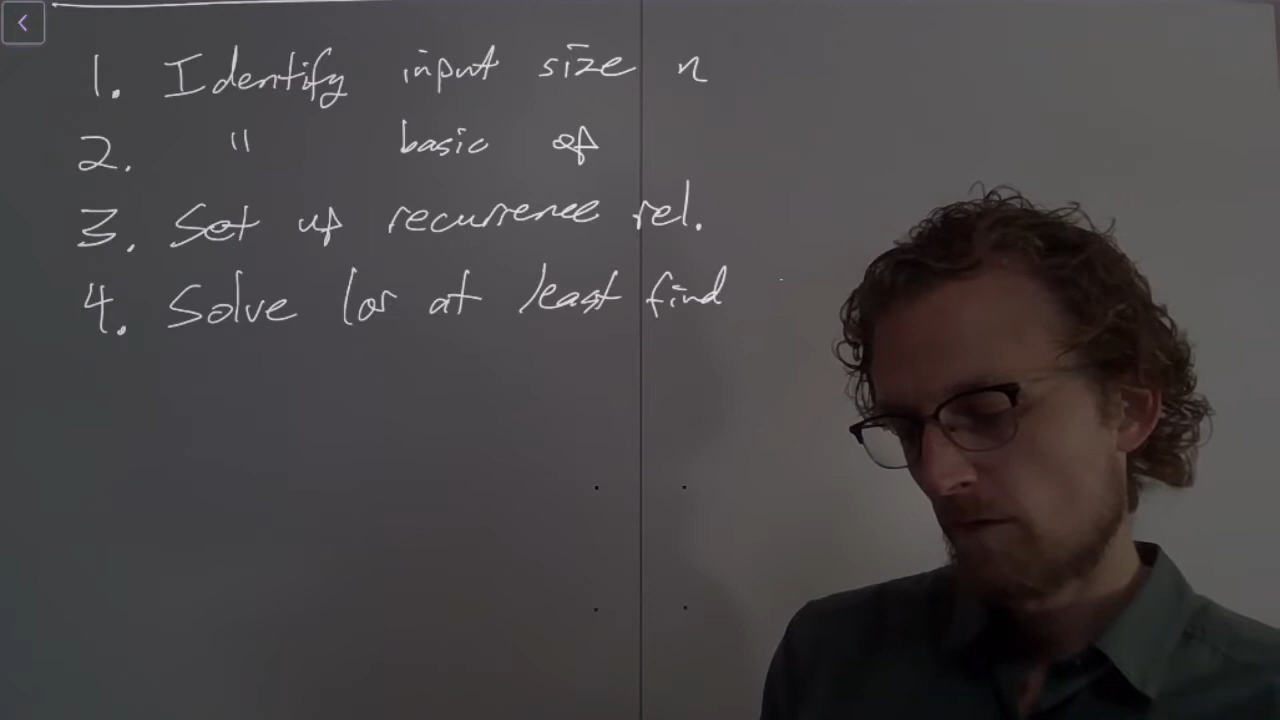 1. Identify input size n
2. " basic op
3. Set up recurrence rel.
4. Solve (or at least find